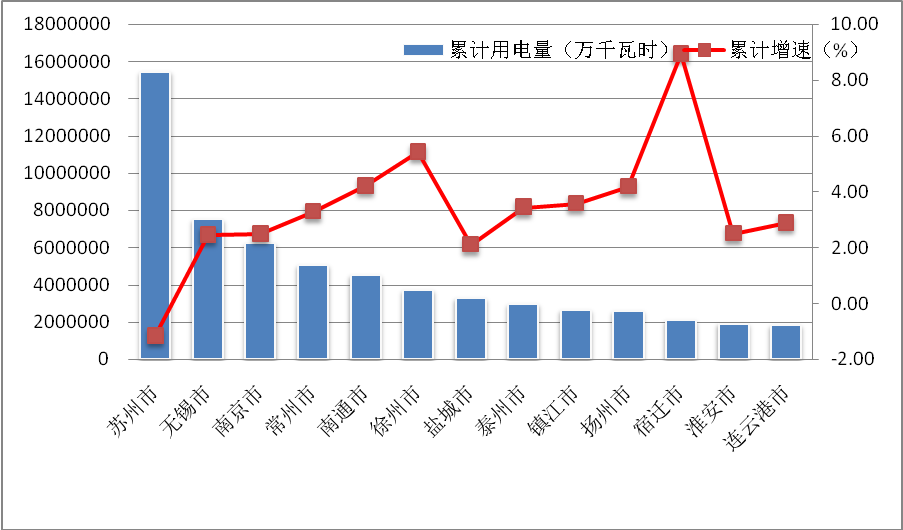 18000000
16000000
14000000
12000000
10000000
8000000
6000000
4000000
2000000
0
累计用电量（万千瓦时）
累计增速（%）
10.00
8.00
6.00
4.00
2.00
0.00
-2.00
苏州市
无锡市
南京市
常州市
南通市
徐州市
盐城市
泰州市
镇江市
扬州市
宿迁市
淮安市
连云港市